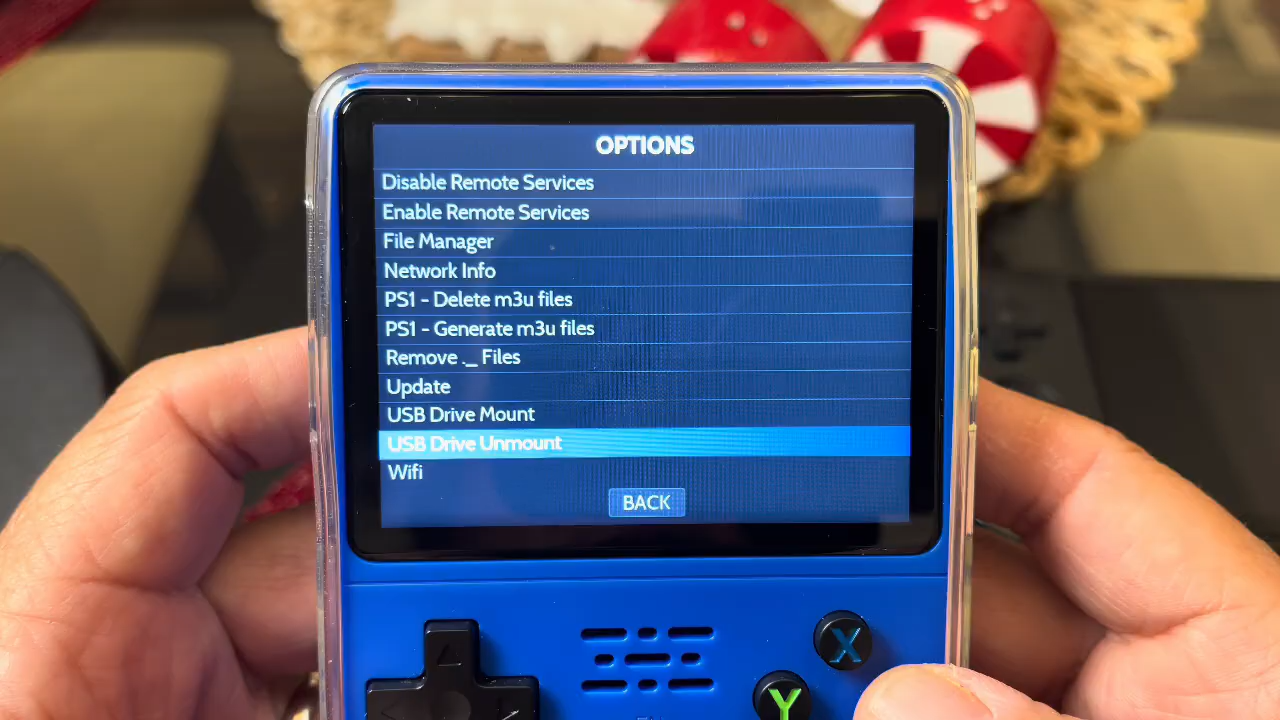 OPTIONS
Disable Remote Services
Enable Remote Services
File Manager
Network Info
PS1 - Delete m3u files
PS1 - Generate m3u files
Remove ._ Files
Update
USB Drive Mount
USB Drive Unmount
Wifi
BACK
X
Y